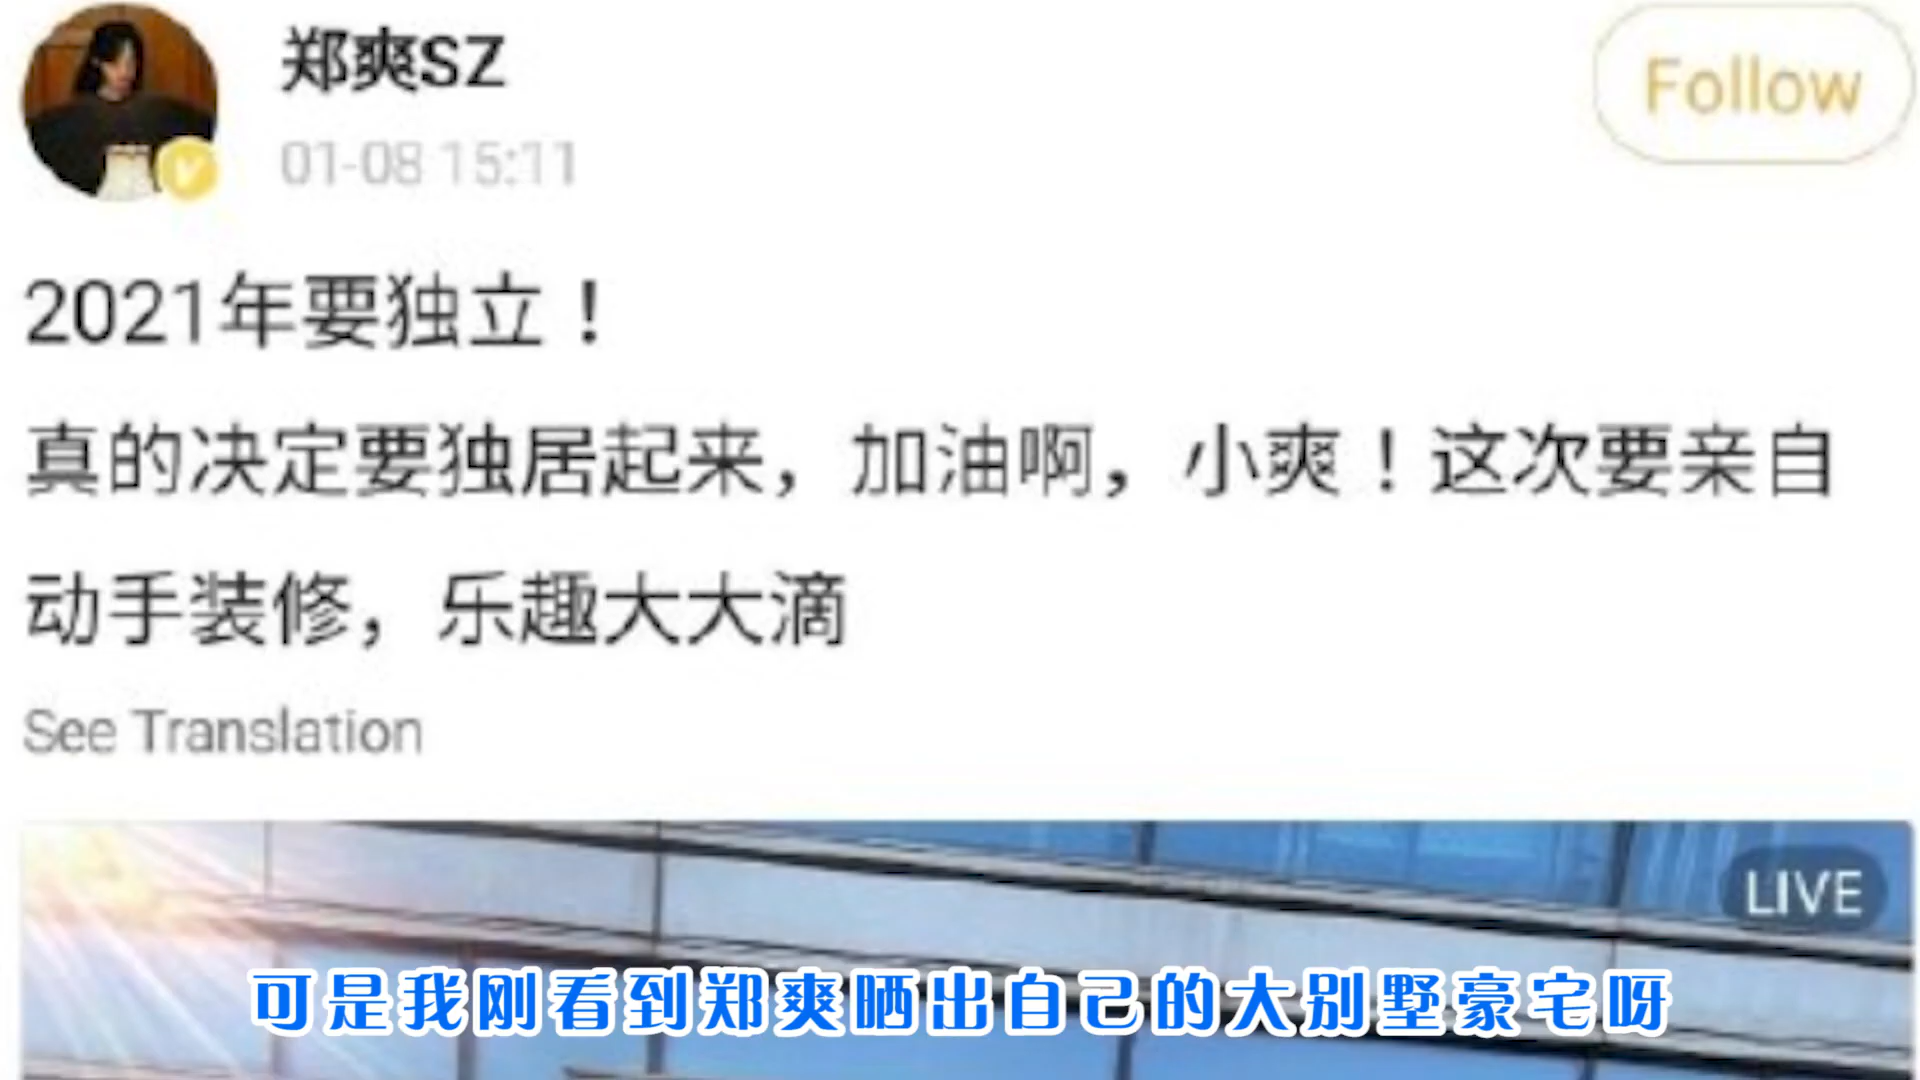 郑爽SZ
01-08 15:11
Follow
2021年要独立！
真的决定要独居起来，加油啊，小爽！这次要亲自
动手装修，乐趣大大滴
See Translation
LIVE
可是我刚看到郑爽晒出自己的大别墅豪宅呀